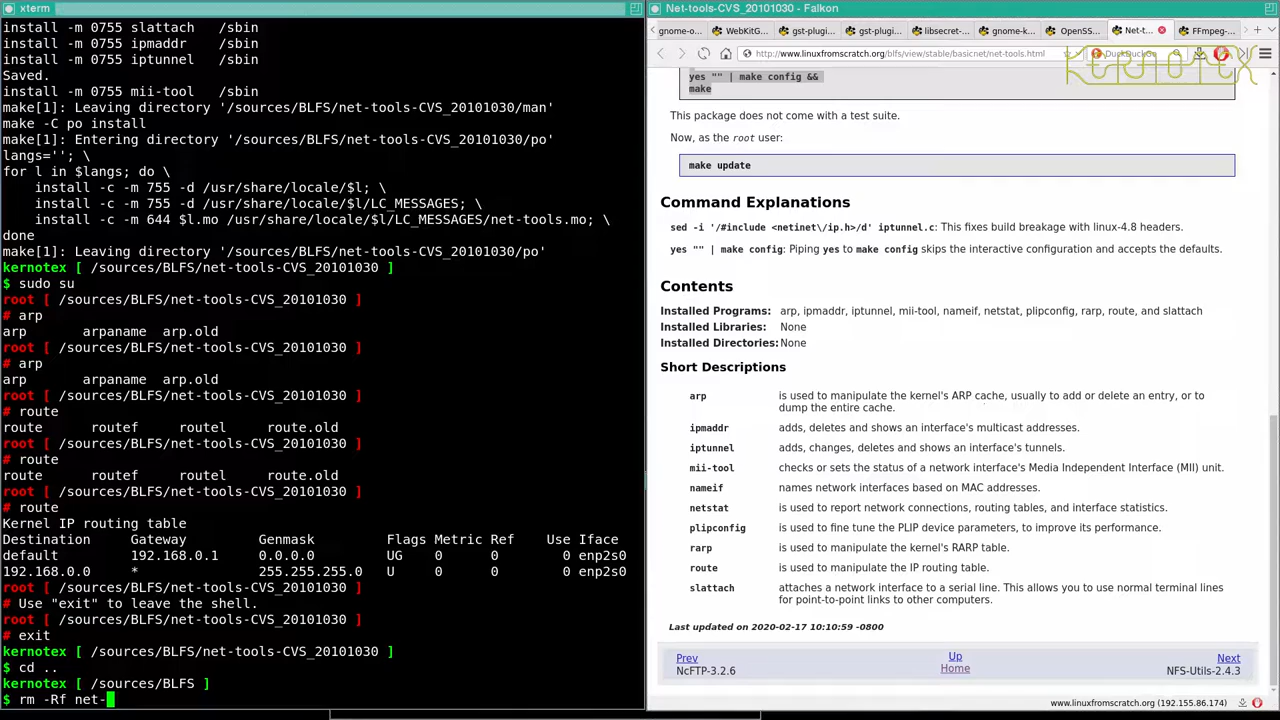 xterm
install -m 0755 slattach   /sbin
install -m 0755 ipmaddr   /sbin
install -m 0755 iptunnel   /sbin
Saved.
install -m 0755 mii-tool   /sbin
make[1]: Leaving directory '/sources/BLFS/net-tools-CVS_20101030/man'
make -C po install
make[1]: Entering directory '/sources/BLFS/net-tools-CVS_20101030/po'
langs=''; \
for l in $langs; do \
    install -c -m 755 -d /usr/share/locale/$l; \
    install -c -m 755 -d /usr/share/locale/$l/LC_MESSAGES; \
    install -c -m 644 $l.mo /usr/share/locale/$l/LC_MESSAGES/net-tools.mo; \
done
make[1]: Leaving directory '/sources/BLFS/net-tools-CVS_20101030/po'
kernotex [ /sources/BLFS/net-tools-CVS_20101030 ]
$ sudo su
root [ /sources/BLFS/net-tools-CVS_20101030 ]
# arp
arp       arpaname  arp.old
root [ /sources/BLFS/net-tools-CVS_20101030 ]
# arp
arp       arpaname  arp.old
root [ /sources/BLFS/net-tools-CVS_20101030 ]
# route
route      routef     routel     route.old
root [ /sources/BLFS/net-tools-CVS_20101030 ]
# route
route      routef     routel     route.old
root [ /sources/BLFS/net-tools-CVS_20101030 ]
# route
Kernel IP routing table
Destination     Gateway         Genmask         Flags Metric Ref    Use Iface
default         192.168.0.1     0.0.0.0         UG    0      0        0 enp2s0
192.168.0.0     *               255.255.255.0   U     0      0        0 enp2s0
root [ /sources/BLFS/net-tools-CVS_20101030 ]
# Use "exit" to leave the shell.
root [ /sources/BLFS/net-tools-CVS_20101030 ]
# exit
kernotex [ /sources/BLFS/net-tools-CVS_20101030 ]
$ cd ..
kernotex [ /sources/BLFS ]
$ rm -Rf net-
Net-tools-CVS_20101030 - Falkon
gnome-o... WebKitG... gst-plugi... gst-plugi... libsecret-... gnome-k... OpenSS... Net-t... FFmpeg-...
http://www.linuxfromscratch.org/blfs/view/stable/basicnet/net-tools.html DuckDuckGo
KERNOTEX
yes "" | make config &&
make
This package does not come with a test suite.
Now, as the root user:
make update
Command Explanations
sed -i '/#include <netinet\/ip.h>/d' iptunnel.c: This fixes build breakage with linux-4.8 headers.
yes "" | make config: Piping yes to make config skips the interactive configuration and accepts the defaults.
Contents
Installed Programs: arp, ipmaddr, iptunnel, mii-tool, nameif, netstat, plipconfig, rarp, route, and slattach
Installed Libraries: None
Installed Directories: None
Short Descriptions
arp is used to manipulate the kernel's ARP cache, usually to add or delete an entry, or to
dump the entire cache.
ipmaddr adds, deletes and shows an interface's multicast addresses.
iptunnel adds, changes, deletes and shows an interface's tunnels.
mii-tool checks or sets the status of a network interface's Media Independent Interface (MII) unit.
nameif names network interfaces based on MAC addresses.
netstat is used to report network connections, routing tables, and interface statistics.
plipconfig is used to fine tune the PLIP device parameters, to improve its performance.
rarp is used to manipulate the kernel's RARP table.
route is used to manipulate the IP routing table.
slattach attaches a network interface to a serial line. This allows you to use normal terminal lines
for point-to-point links to other computers.
Last updated on 2020-02-17 10:10:59 -0800
Prev Up Next
NcFTP-3.2.6 Home NFS-Utils-2.4.3
www.linuxfromscratch.org (192.155.86.174)